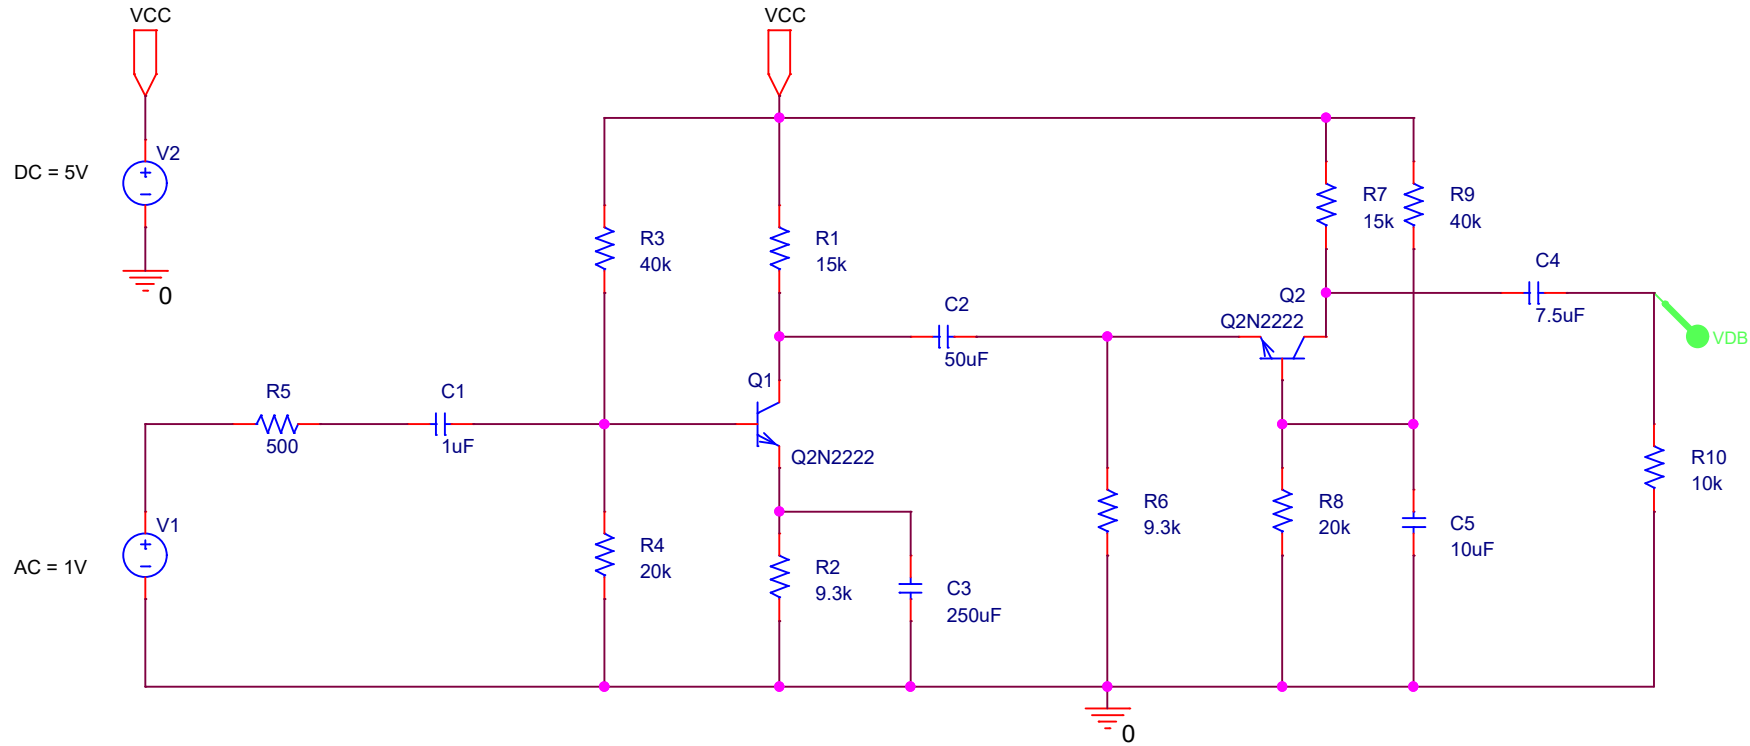 VCC
VCC
V2
DC = 5V
0
R3
40k
R1
15k
R7
15k
R9
40k
C4
7.5uF
VDB
C2
50uF
Q2
Q2N2222
Q1
Q2N2222
R5
500
C1
1uF
V1
AC = 1V
R4
20k
R2
9.3k
C3
250uF
R6
9.3k
R8
20k
C5
10uF
R10
10k
0
+
−
+
−